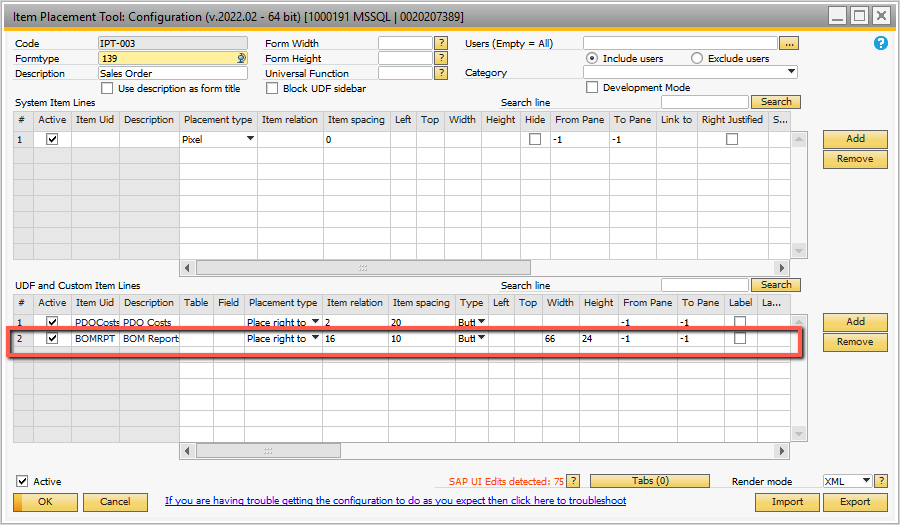 Item Placement Tool: Configuration (v.2022.02 - 64 bit) [1000191 MSSQL | 0020207389]
Code IPT-003 Form Width ? Users (Empty = All) ... ?
Formtype 139 Form Height ? Include users Exclude users
Description Sales Order Universal Function ? Category
Use description as form title Block UDF sidebar Development Mode
System Item Lines Search line Search
# Active Item Uid Description Placement type Item relation Item spacing Left Top Width Height Hide From Pane To Pane Link to Right Justified S...
1 Pixel 0 -1 -1
Add
Remove
UDF and Custom Item Lines Search line Search
# Active Item Uid Description Table Field Placement type Item relation Item spacing Type Left Top Width Height From Pane To Pane Label La...
1 PDOCosts PDO Costs Place right to 2 20 Butt -1 -1
Add
2 BOMRPT BOM Reports Place right to 16 10 Butt 66 24 -1 -1
Remove
Active SAP UI Edits detected: 75 ? Tabs (0) Render mode XML ?
OK Cancel If you are having trouble getting the configuration to do as you expect then click here to troubleshoot Import Export